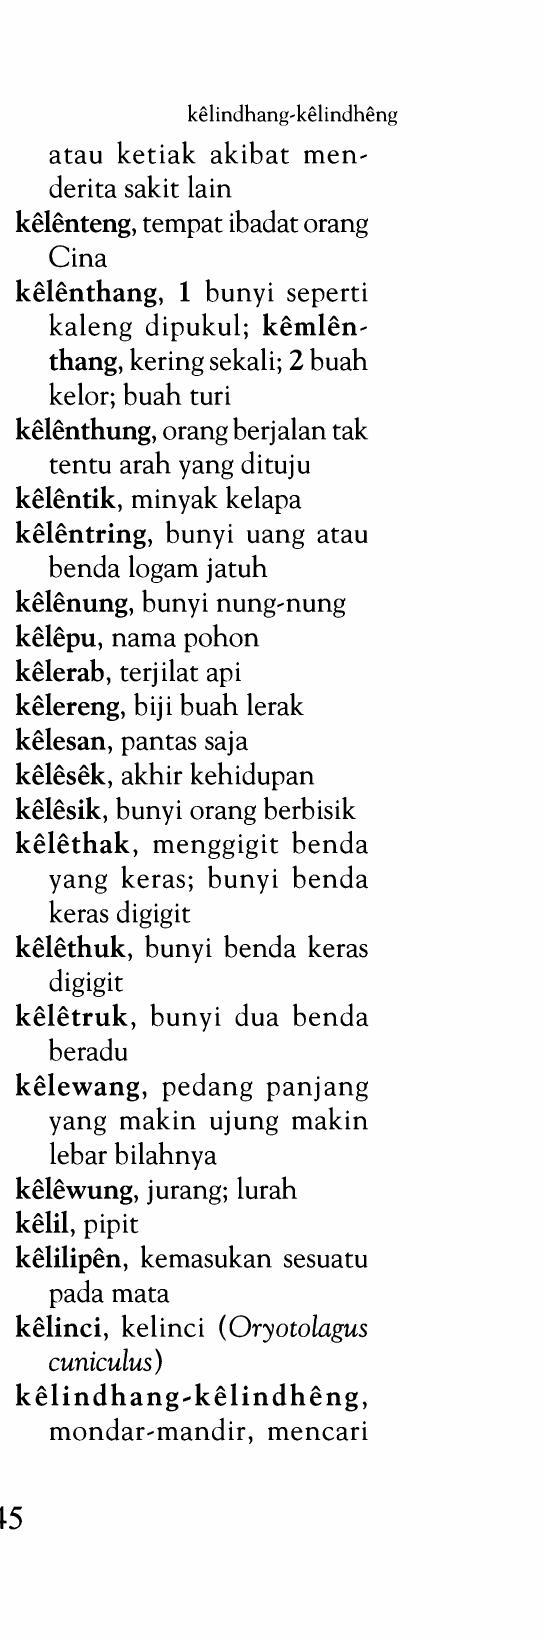 kêlindhang-kêlindhêng
atau ketiak akibat men-
derita sakit lain
kêlênteng, tempat ibadat orang
Cina
kêlênthang, 1 bunyi seperti
kaleng dipukul; kêmlên-
thang, kering sekali; 2 buah
kelor; buah turi
kêlênthung, orang berjalan tak
tentu arah yang dituju
kêlêntik, minyak kelapa
kêlêntring, bunyi uang atau
benda logam jatuh
kêlênung, bunyi nung-nung
kêlêpu, nama pohon
kêlerab, terjilat api
kêlereng, biji buah lerak
kêlesan, pantas saja
kêlêsêk, akhir kehidupan
kêlêsik, bunyi orang berbisik
kêlêthak, menggigit benda
yang keras; bunyi benda
keras digigit
kêlêthuk, bunyi benda keras
digigit
kêlêtruk, bunyi dua benda
beradu
kêlewang, pedang panjang
yang makin ujung makin
lebar bilahnya
kêlêwung, jurang; lurah
kêlil, pipit
kêlilipên, kemasukan sesuatu
pada mata
kêlinci, kelinci (Oryotolagus
cuniculus)
kêlindhang-kêlindhêng,
mondar-mandir, mencari
45